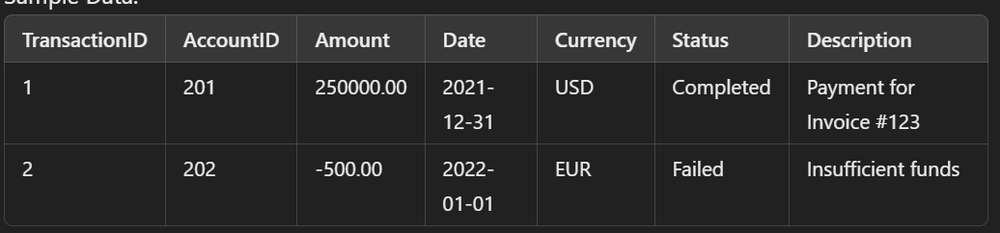 Sample Data:
TransactionID AccountID Amount Date Currency Status Description
1 201 250000.00 2021- USD Completed Payment for
12-31 Invoice #123
2 202 -500.00 2022- EUR Failed Insufficient funds
01-01